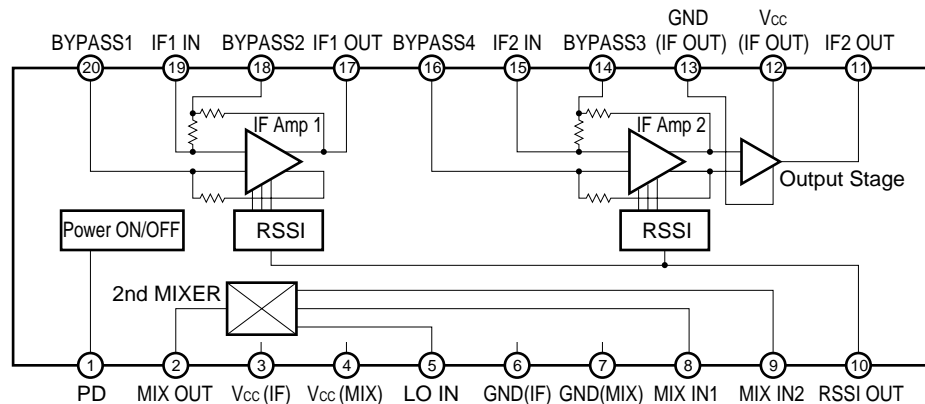 GND VCC
BYPASS1 IF1 IN BYPASS2 IF1 OUT BYPASS4 IF2 IN BYPASS3 (IF OUT) (IF OUT) IF2 OUT
20 19 18 17 16 15 14 13 12 11
IF Amp 1 IF Amp 2
Output Stage
Power ON/OFF RSSI RSSI
2nd MIXER
1 2 3 4 5 6 7 8 9 10
PD MIX OUT VCC (IF) VCC (MIX) LO IN GND(IF) GND(MIX) MIX IN1 MIX IN2 RSSI OUT